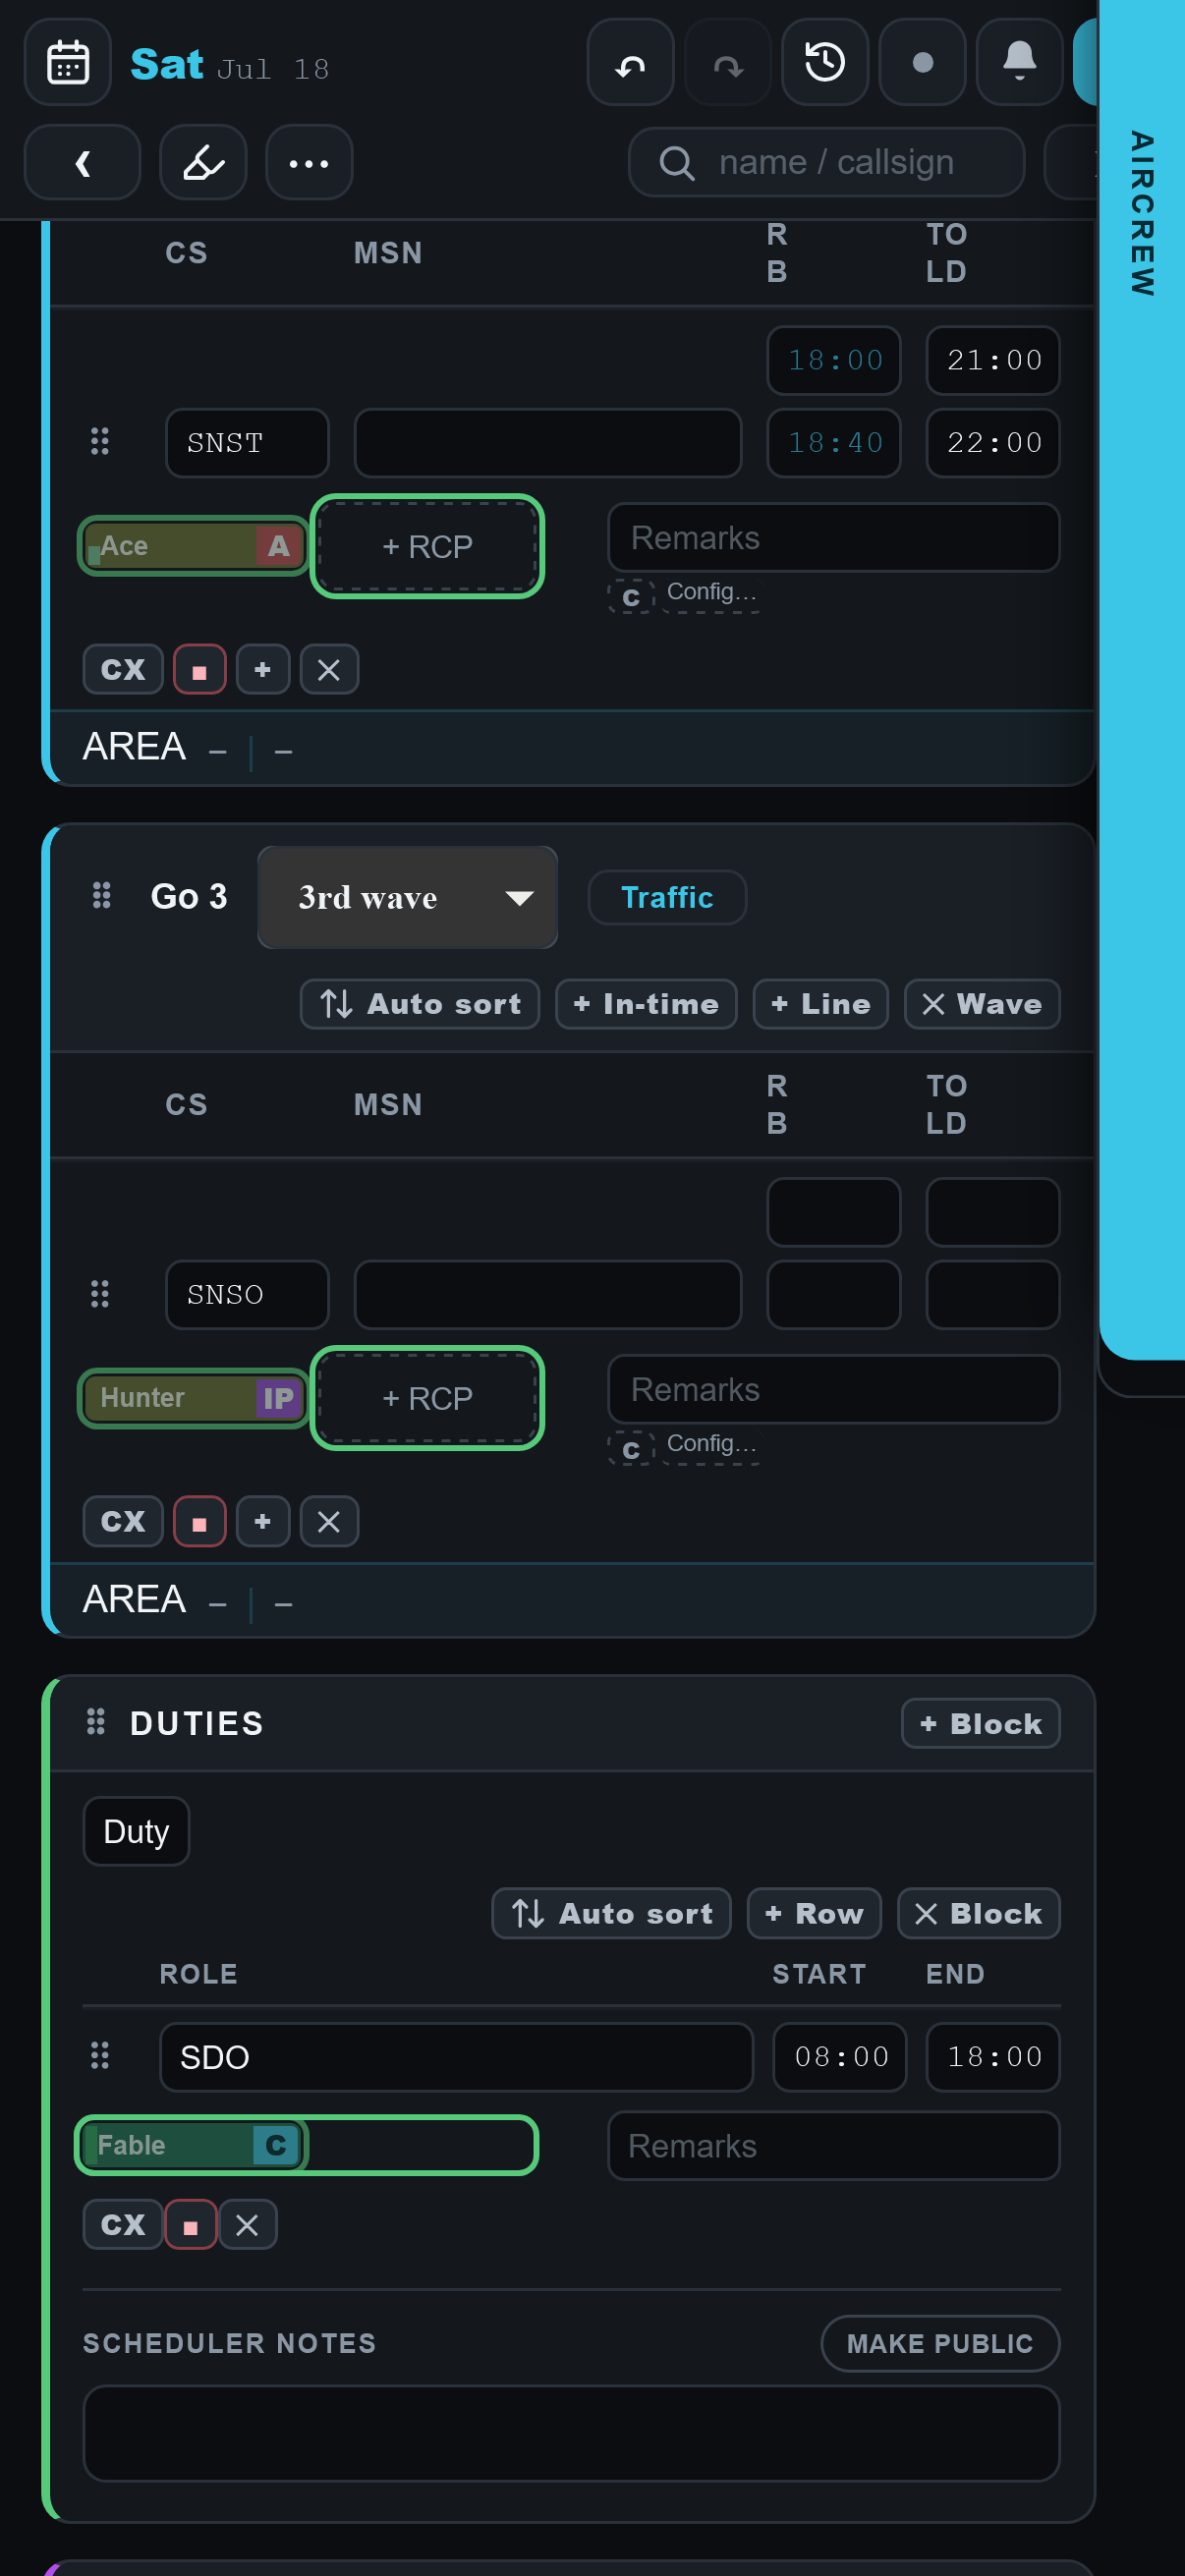 Sat Jul 18
name / callsign
AIRCREW
CS MSN R TO
B LD
18:00 21:00
SNST 18:40 22:00
Ace A + RCP Remarks
C Config...
CX +
AREA – | –
Go 3 3rd wave Traffic
Auto sort + In-time + Line × Wave
CS MSN R TO
B LD
SNSO
Hunter IP + RCP Remarks
C Config...
CX +
AREA – | –
DUTIES + Block
Duty
Auto sort + Row × Block
ROLE START END
SDO 08:00 18:00
Fable C Remarks
CX
SCHEDULER NOTES MAKE PUBLIC